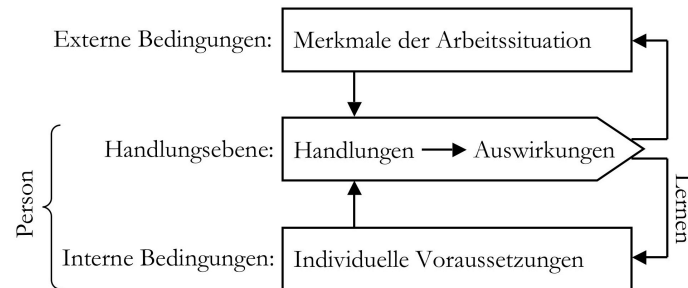 Externe Bedingungen: Merkmale der Arbeitssituation
Handlungsebene: Handlungen Auswirkungen
Person
Lernen
Interne Bedingungen: Individuelle Voraussetzungen